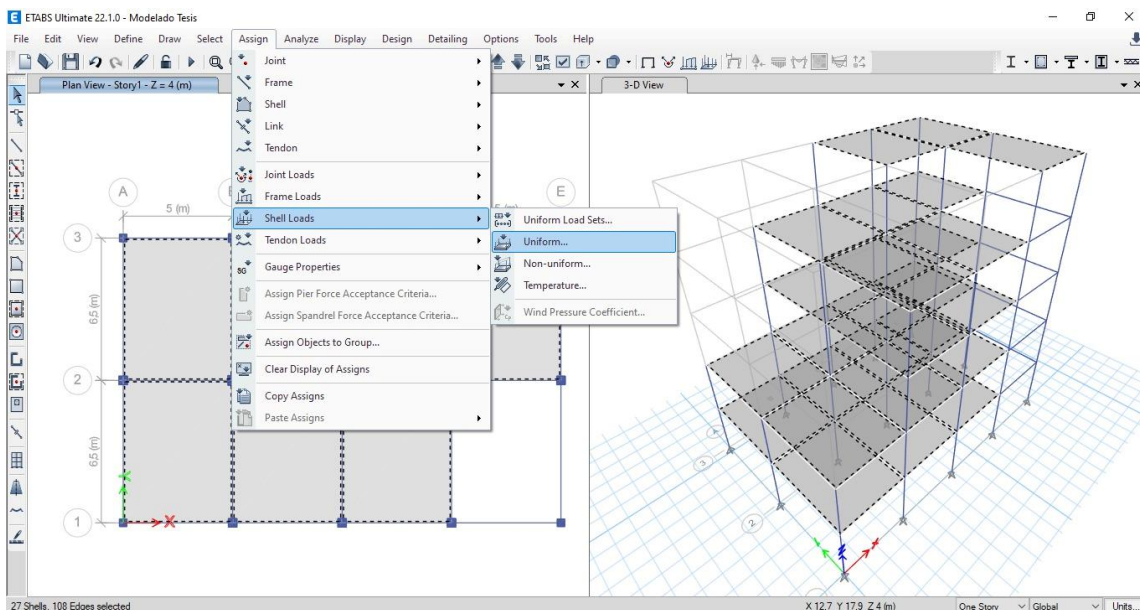 ETABS Ultimate 22.1.0 - Modelado Tesis
File Edit View Define Draw Select Assign Analyze Display Design Detailing Options Tools Help
Plan View - Story1 - Z = 4 (m)
3-D View
Joint
Frame
Shell
Link
Tendon
Joint Loads
Frame Loads
Shell Loads
Tendon Loads
Gauge Properties
Assign Pier Force Acceptance Criteria...
Assign Spandrel Force Acceptance Criteria...
Assign Objects to Group...
Clear Display of Assigns
Copy Assigns
Paste Assigns
Uniform Load Sets...
Uniform...
Non-uniform...
Temperature...
Wind Pressure Coefficient...
A
E
5 (m)
3
6,5 (m)
2
6,5 (m)
1
X
3
2
27 Shells, 108 Edges selected
X 12,7 Y 17,9 Z 4 (m)
One Story
Global
Units...